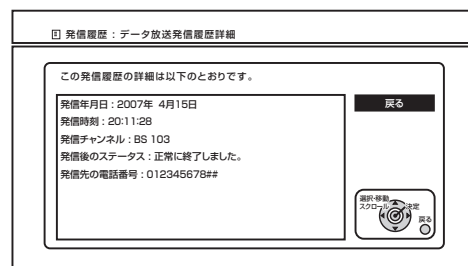 発信履歴：データ放送発信履歴詳細
この発信履歴の詳細は以下のとおりです。
発信年月日：2007年 4月15日
発信時刻：20:11:28
発信チャンネル：BS 103
発信後のステータス：正常に終了しました。
発信先の電話番号：012345678##
戻る
選択・移動
スクロール
決定
戻る